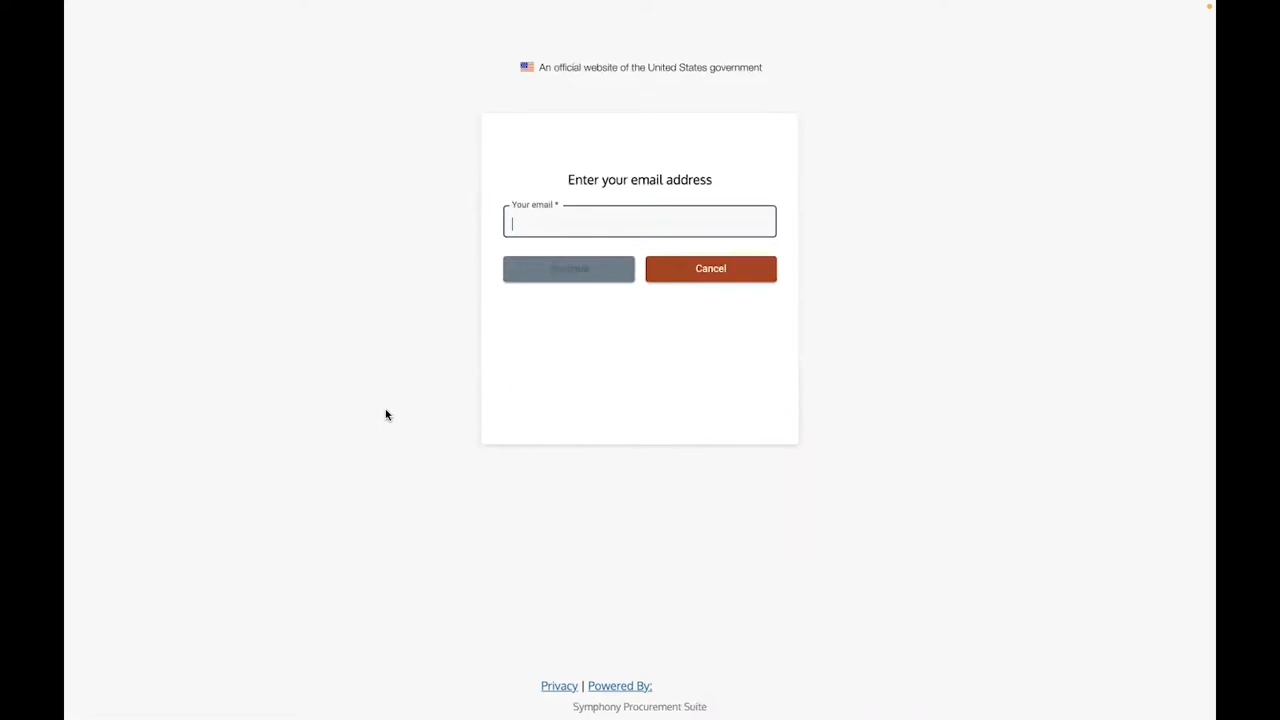 An official website of the United States government
Enter your email address
Your email *
Cancel
Privacy | Powered By:
Symphony Procurement Suite